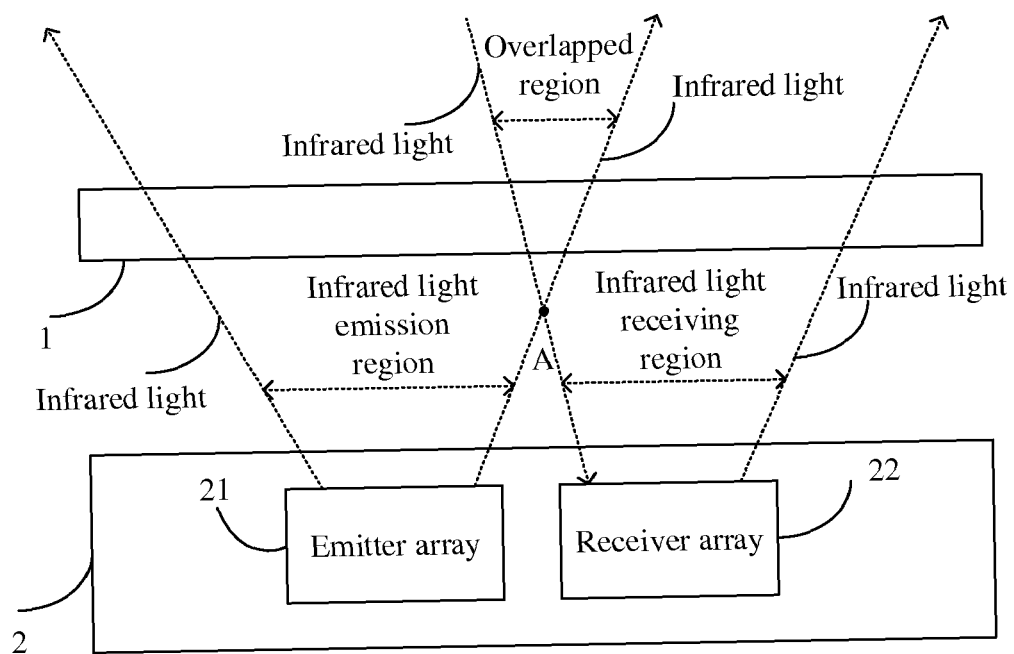 Overlapped
region
Infrared light
Infrared light
Infrared light
emission
region
Infrared light
receiving
region
Infrared light
1
A
Infrared light
21
22
Emitter array
Receiver array
2